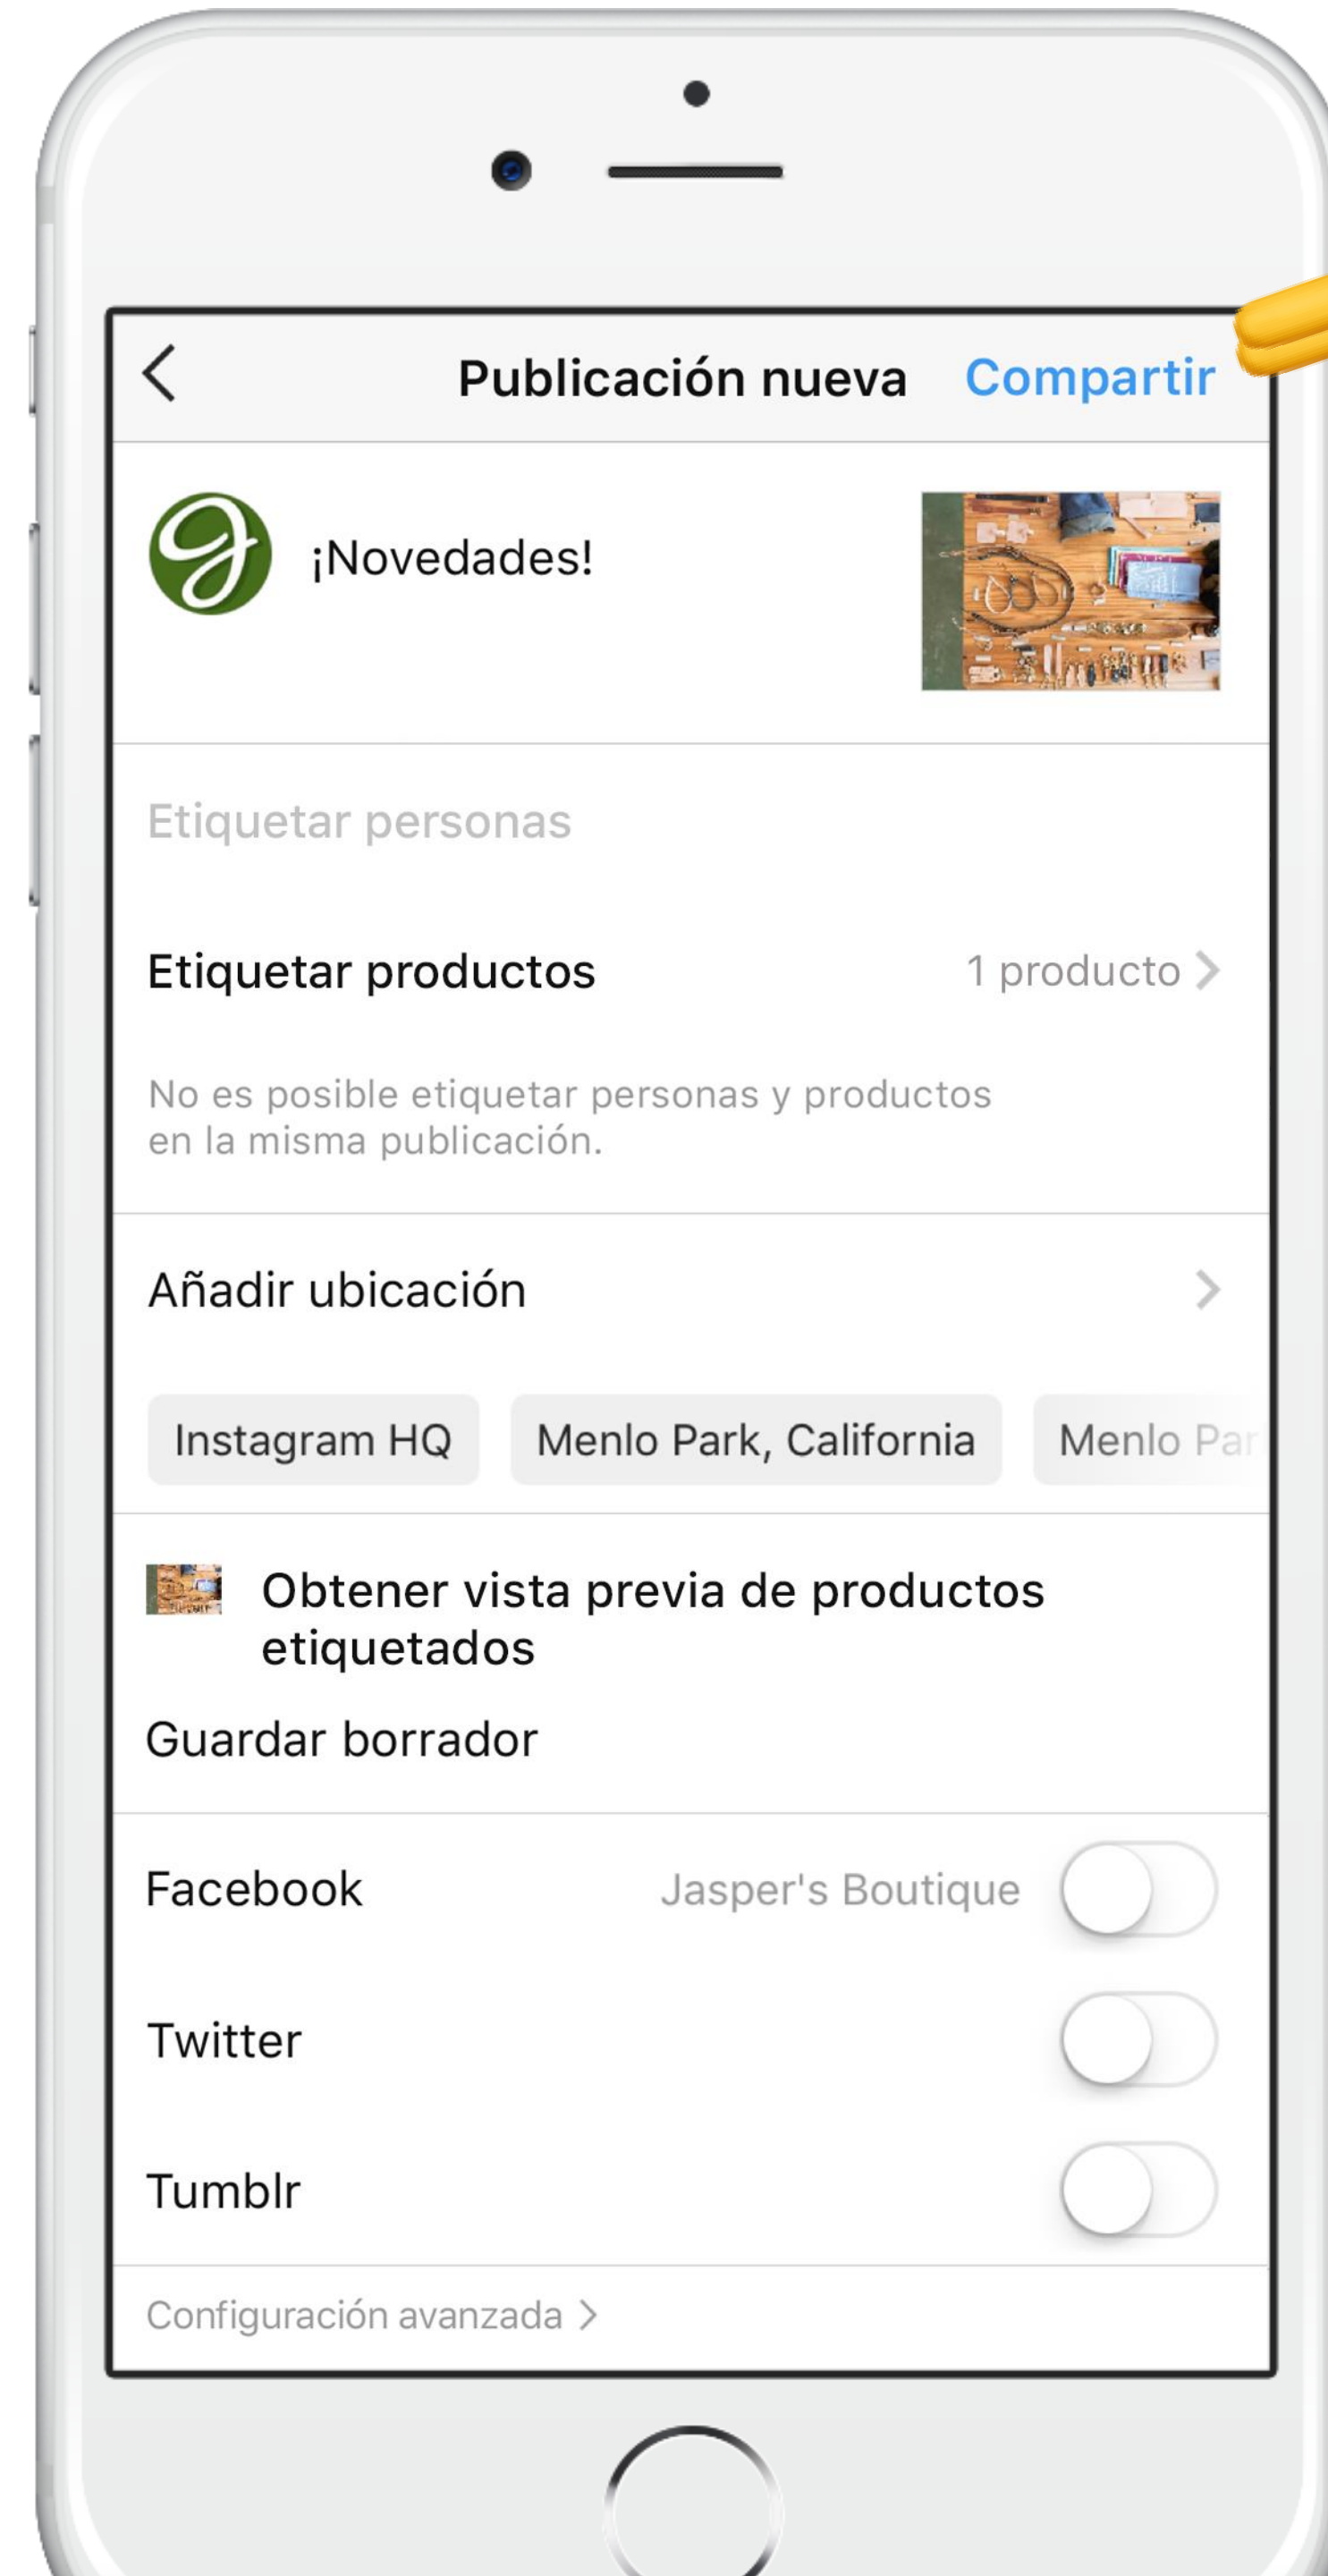 Publicación nueva Compartir
¡Novedades!
Etiquetar personas
Etiquetar productos 1 producto
No es posible etiquetar personas y productos
en la misma publicación.
Añadir ubicación
Instagram HQ Menlo Park, California Menlo Par
Obtener vista previa de productos
etiquetados
Guardar borrador
Facebook Jasper's Boutique
Twitter
Tumblr
Configuración avanzada